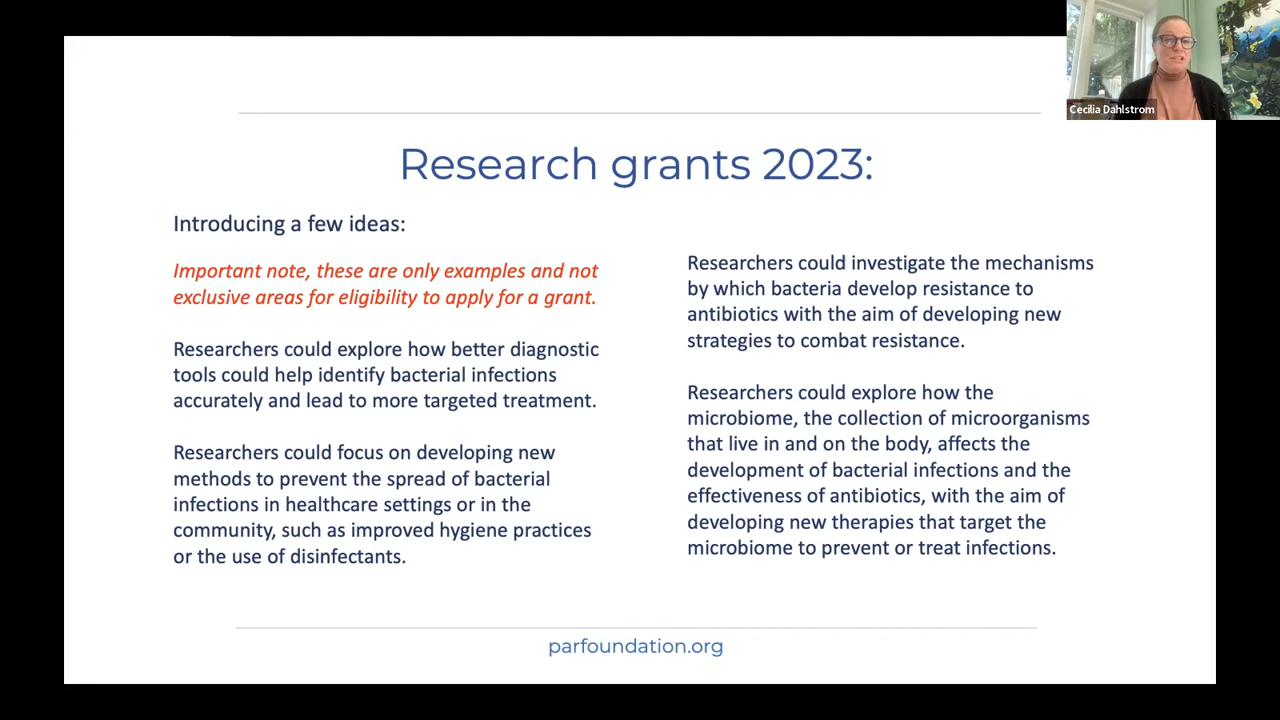 Cecilia Dahlstrom
Research grants 2023:
Introducing a few ideas:
Important note, these are only examples and not
exclusive areas for eligibility to apply for a grant.
Researchers could explore how better diagnostic
tools could help identify bacterial infections
accurately and lead to more targeted treatment.
Researchers could focus on developing new
methods to prevent the spread of bacterial
infections in healthcare settings or in the
community, such as improved hygiene practices
or the use of disinfectants.
Researchers could investigate the mechanisms
by which bacteria develop resistance to
antibiotics with the aim of developing new
strategies to combat resistance.
Researchers could explore how the
microbiome, the collection of microorganisms
that live in and on the body, affects the
development of bacterial infections and the
effectiveness of antibiotics, with the aim of
developing new therapies that target the
microbiome to prevent or treat infections.
parfoundation.org